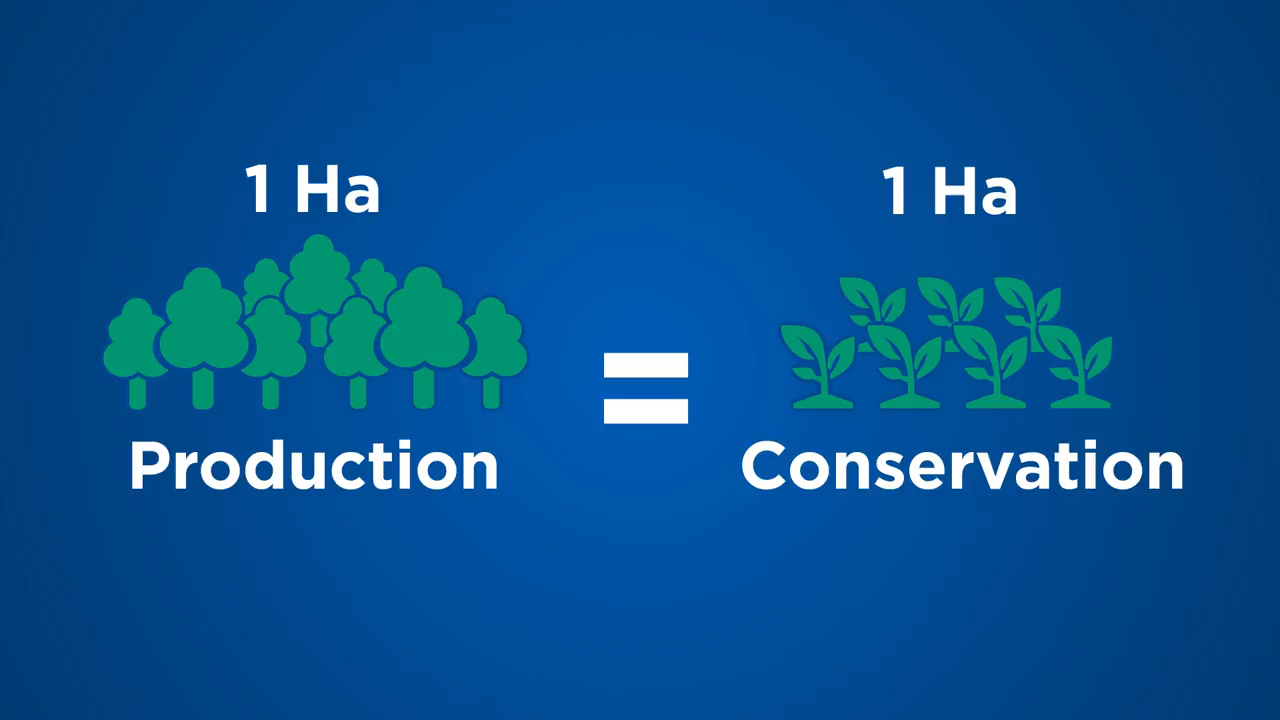 1 Ha
Production
=
1 Ha
Conservation